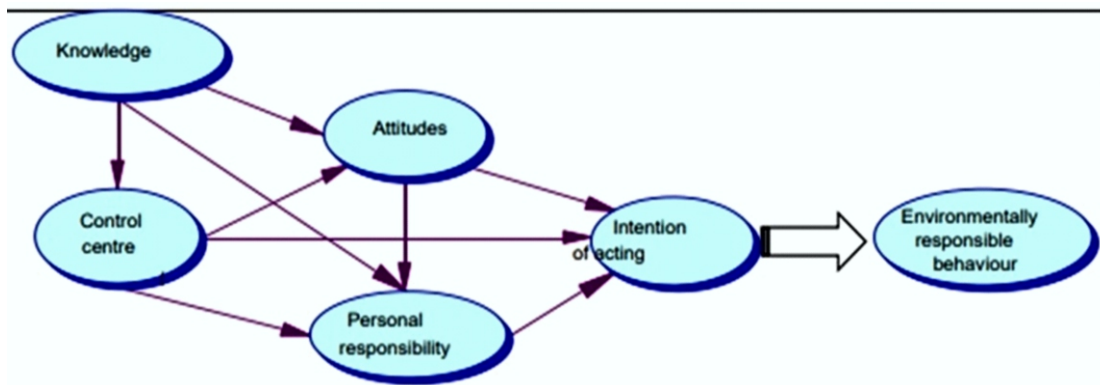 Knowledge
Attitudes
Control
centre
Intention
of acting
Environmentally
responsible
behaviour
Personal
responsibility